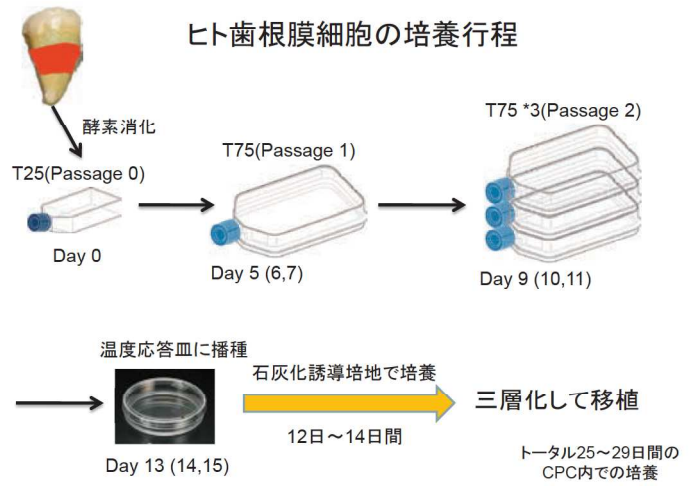 ヒト歯根膜細胞の培養行程
酵素消化
T25(Passage 0)
T75(Passage 1)
T75 *3(Passage 2)
Day 0
Day 5 (6,7)
Day 9 (10,11)
温度応答皿に播種
石灰化誘導培地で培養
三層化して移植
12日～14日間
Day 13 (14,15)
トータル25～29日間の
CPC内での培養